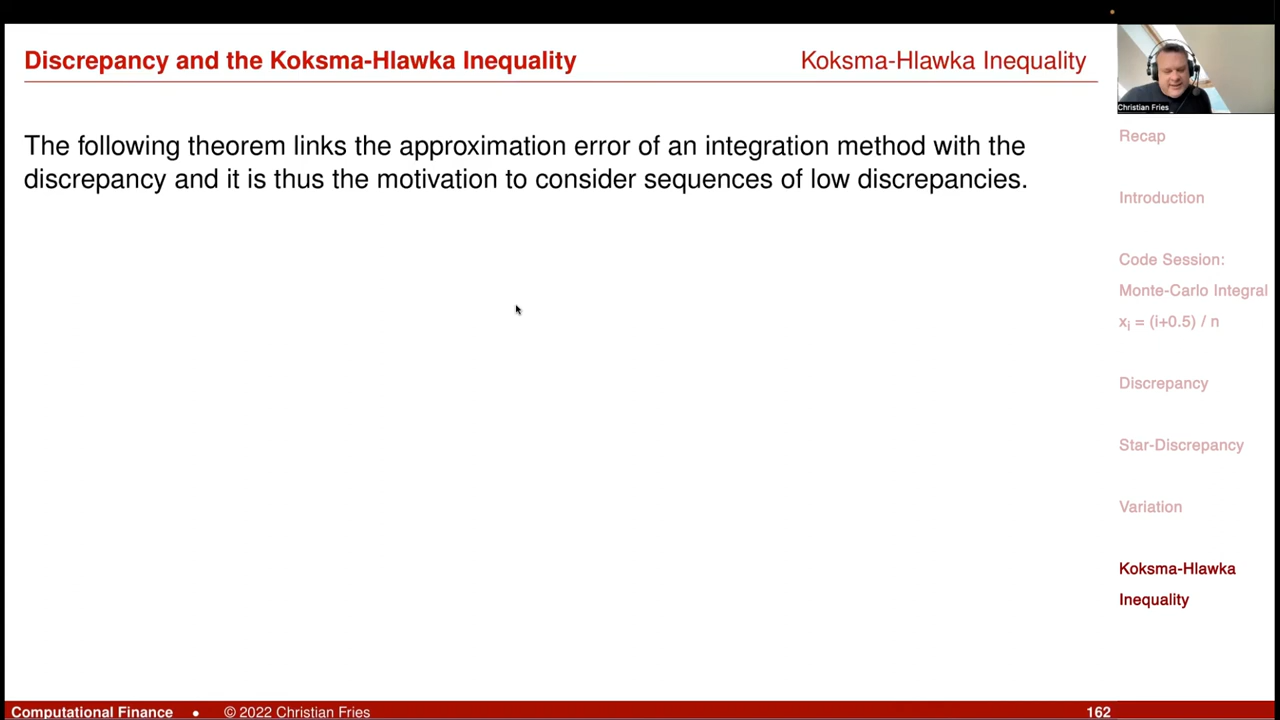 Discrepancy and the Koksma-Hlawka Inequality
Koksma-Hlawka Inequality
The following theorem links the approximation error of an integration method with the
discrepancy and it is thus the motivation to consider sequences of low discrepancies.
Christian Fries
Recap
Introduction
Code Session:
Monte-Carlo Integral
xᵢ = (i+0.5) / n
Discrepancy
Star-Discrepancy
Variation
Koksma-Hlawka
Inequality
Computational Finance • © 2022 Christian Fries
162